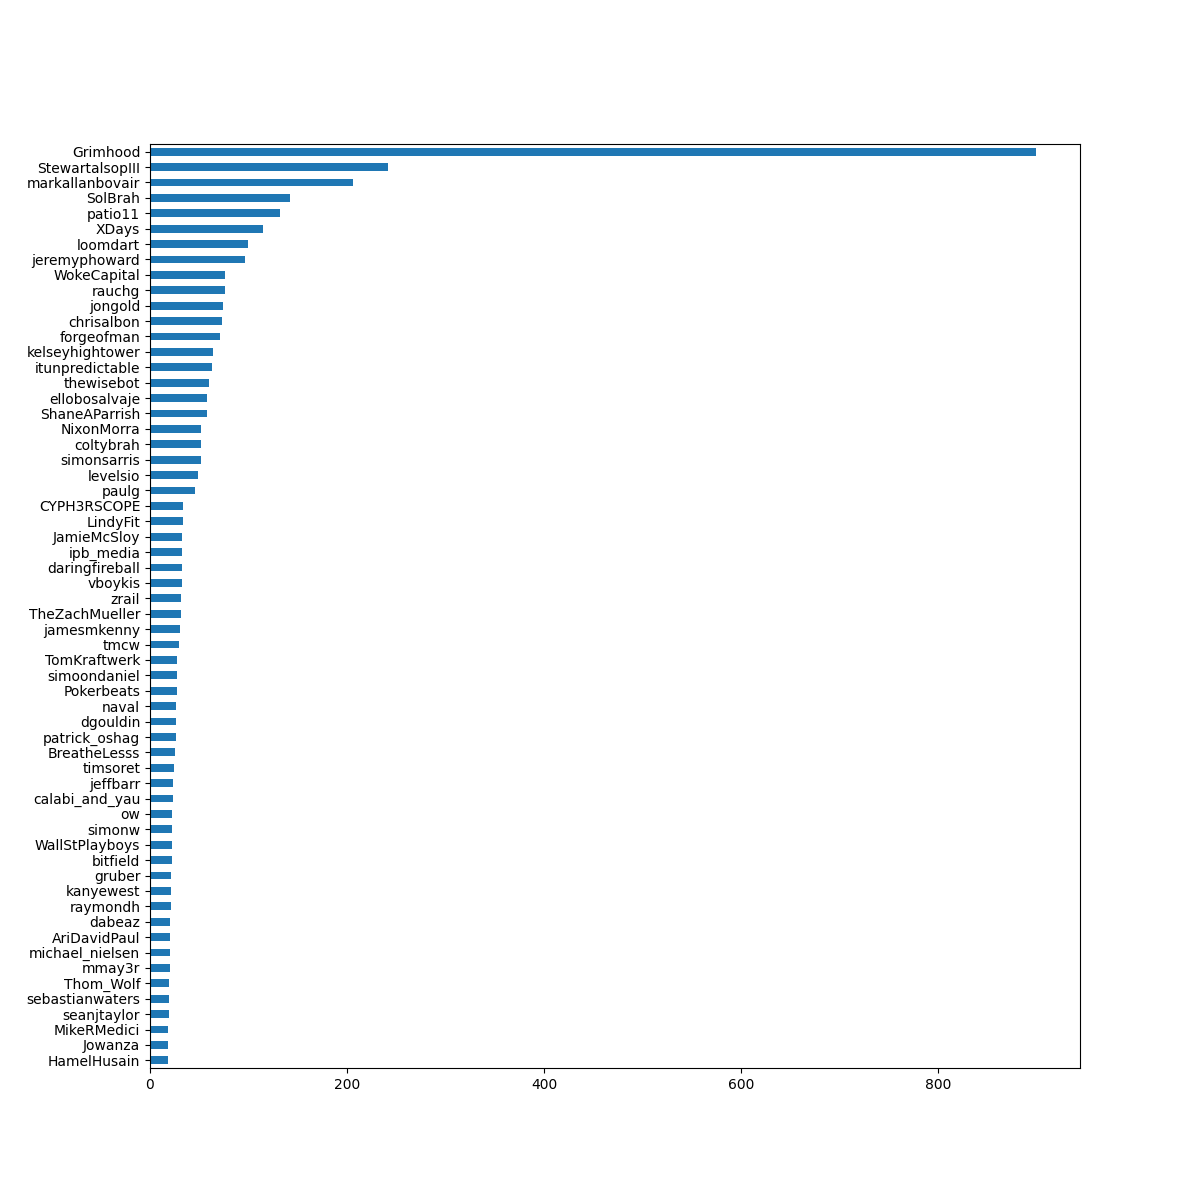 Grimhood
StewartalsopIII
markallanbovair
SolBrah
patio11
XDays
loomdart
jeremyphoward
WokeCapital
rauchg
jongold
chrisalbon
forgeofman
kelseyhightower
itunpredictable
thewisebot
ellobosalvaje
ShaneAParrish
NixonMorra
coltybrah
simonsarris
levelsio
paulg
CYPH3RSCOPE
LindyFit
JamieMcSloy
ipb_media
daringfireball
vboykis
zrail
TheZachMueller
jamesmkenny
tmcw
TomKraftwerk
simoondaniel
Pokerbeats
naval
dgouldin
patrick_oshag
BreatheLesss
timsoret
jeffbarr
calabi_and_yau
ow
simonw
WallStPlayboys
bitfield
gruber
kanyewest
raymondh
dabeaz
AriDavidPaul
michael_nielsen
mmay3r
Thom_Wolf
sebastianwaters
seanjtaylor
MikeRMedici
Jowanza
HamelHusain
0 200 400 600 800